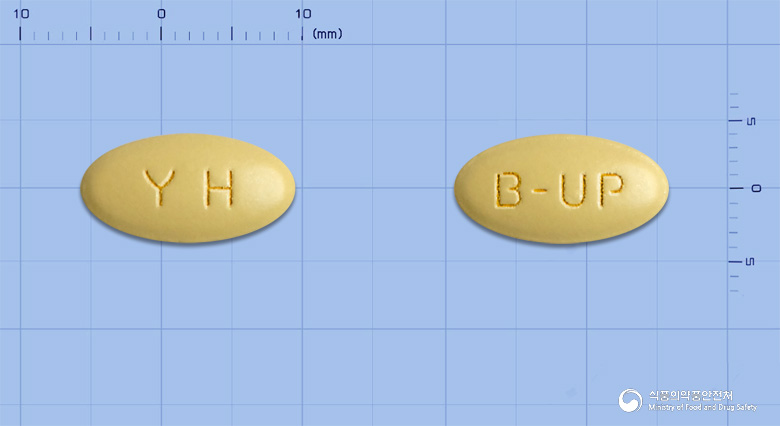 10 0 10
(mm)
YH
B-UP
5
0
5
식품의약품안전처
Ministry of Food and Drug Safety